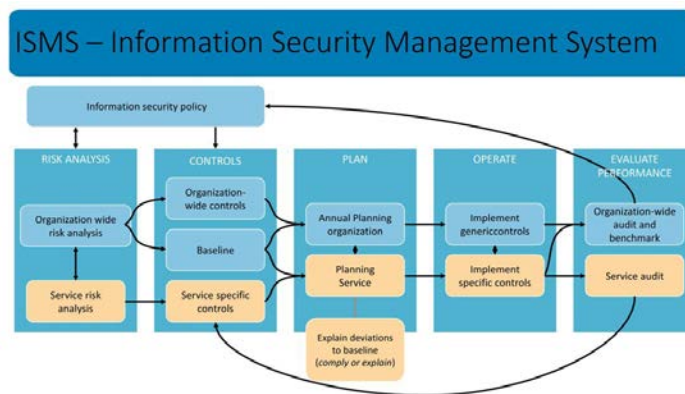 ISMS – Information Security Management System
Information security policy
RISK ANALYSIS
CONTROLS
PLAN
OPERATE
EVALUATE
PERFORMANCE
Organization wide
risk analysis
Organization-
wide controls
Baseline
Annual Planning
organization
Implement
genericcontrols
Organization-wide
audit and
benchmark
Service risk
analysis
Service specific
controls
Planning
Service
Implement
specific controls
Service audit
Explain deviations
to baseline
(comply or explain)